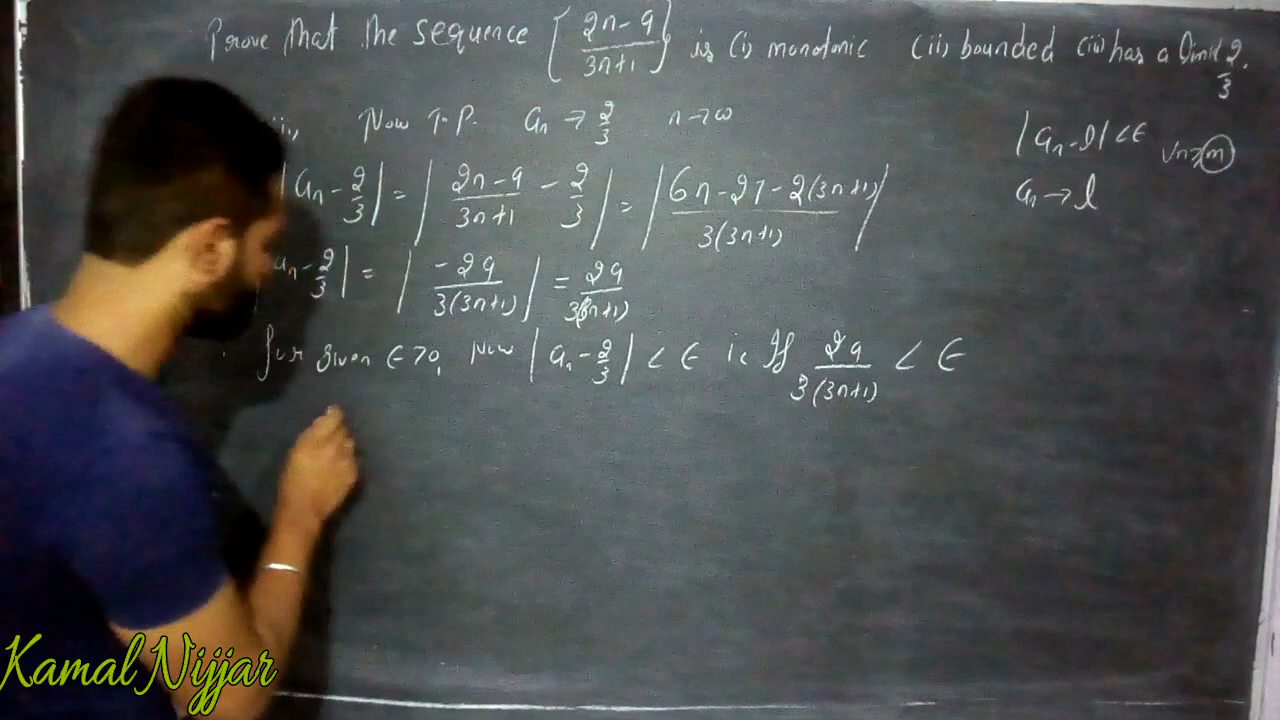 Prove that the sequence {2n-9/3n+1} is (i) monotonic (ii) bounded (iii) has a limit 2/3.
Now T.P. an → 2/3 n→∞
|an - 2/3| = |2n-9/3n+1 - 2/3| = |6n-27-2(3n+1)/3(3n+1)|
an - 2/3| = |-29/3(3n+1)| = 29/3(3n+1)
for given ϵ>0, Now |an - 2/3| < ϵ ie If 29/3(3n+1) < ϵ
|an-l| < ϵ ∀n≥m
an → l
Kamal Nijjar